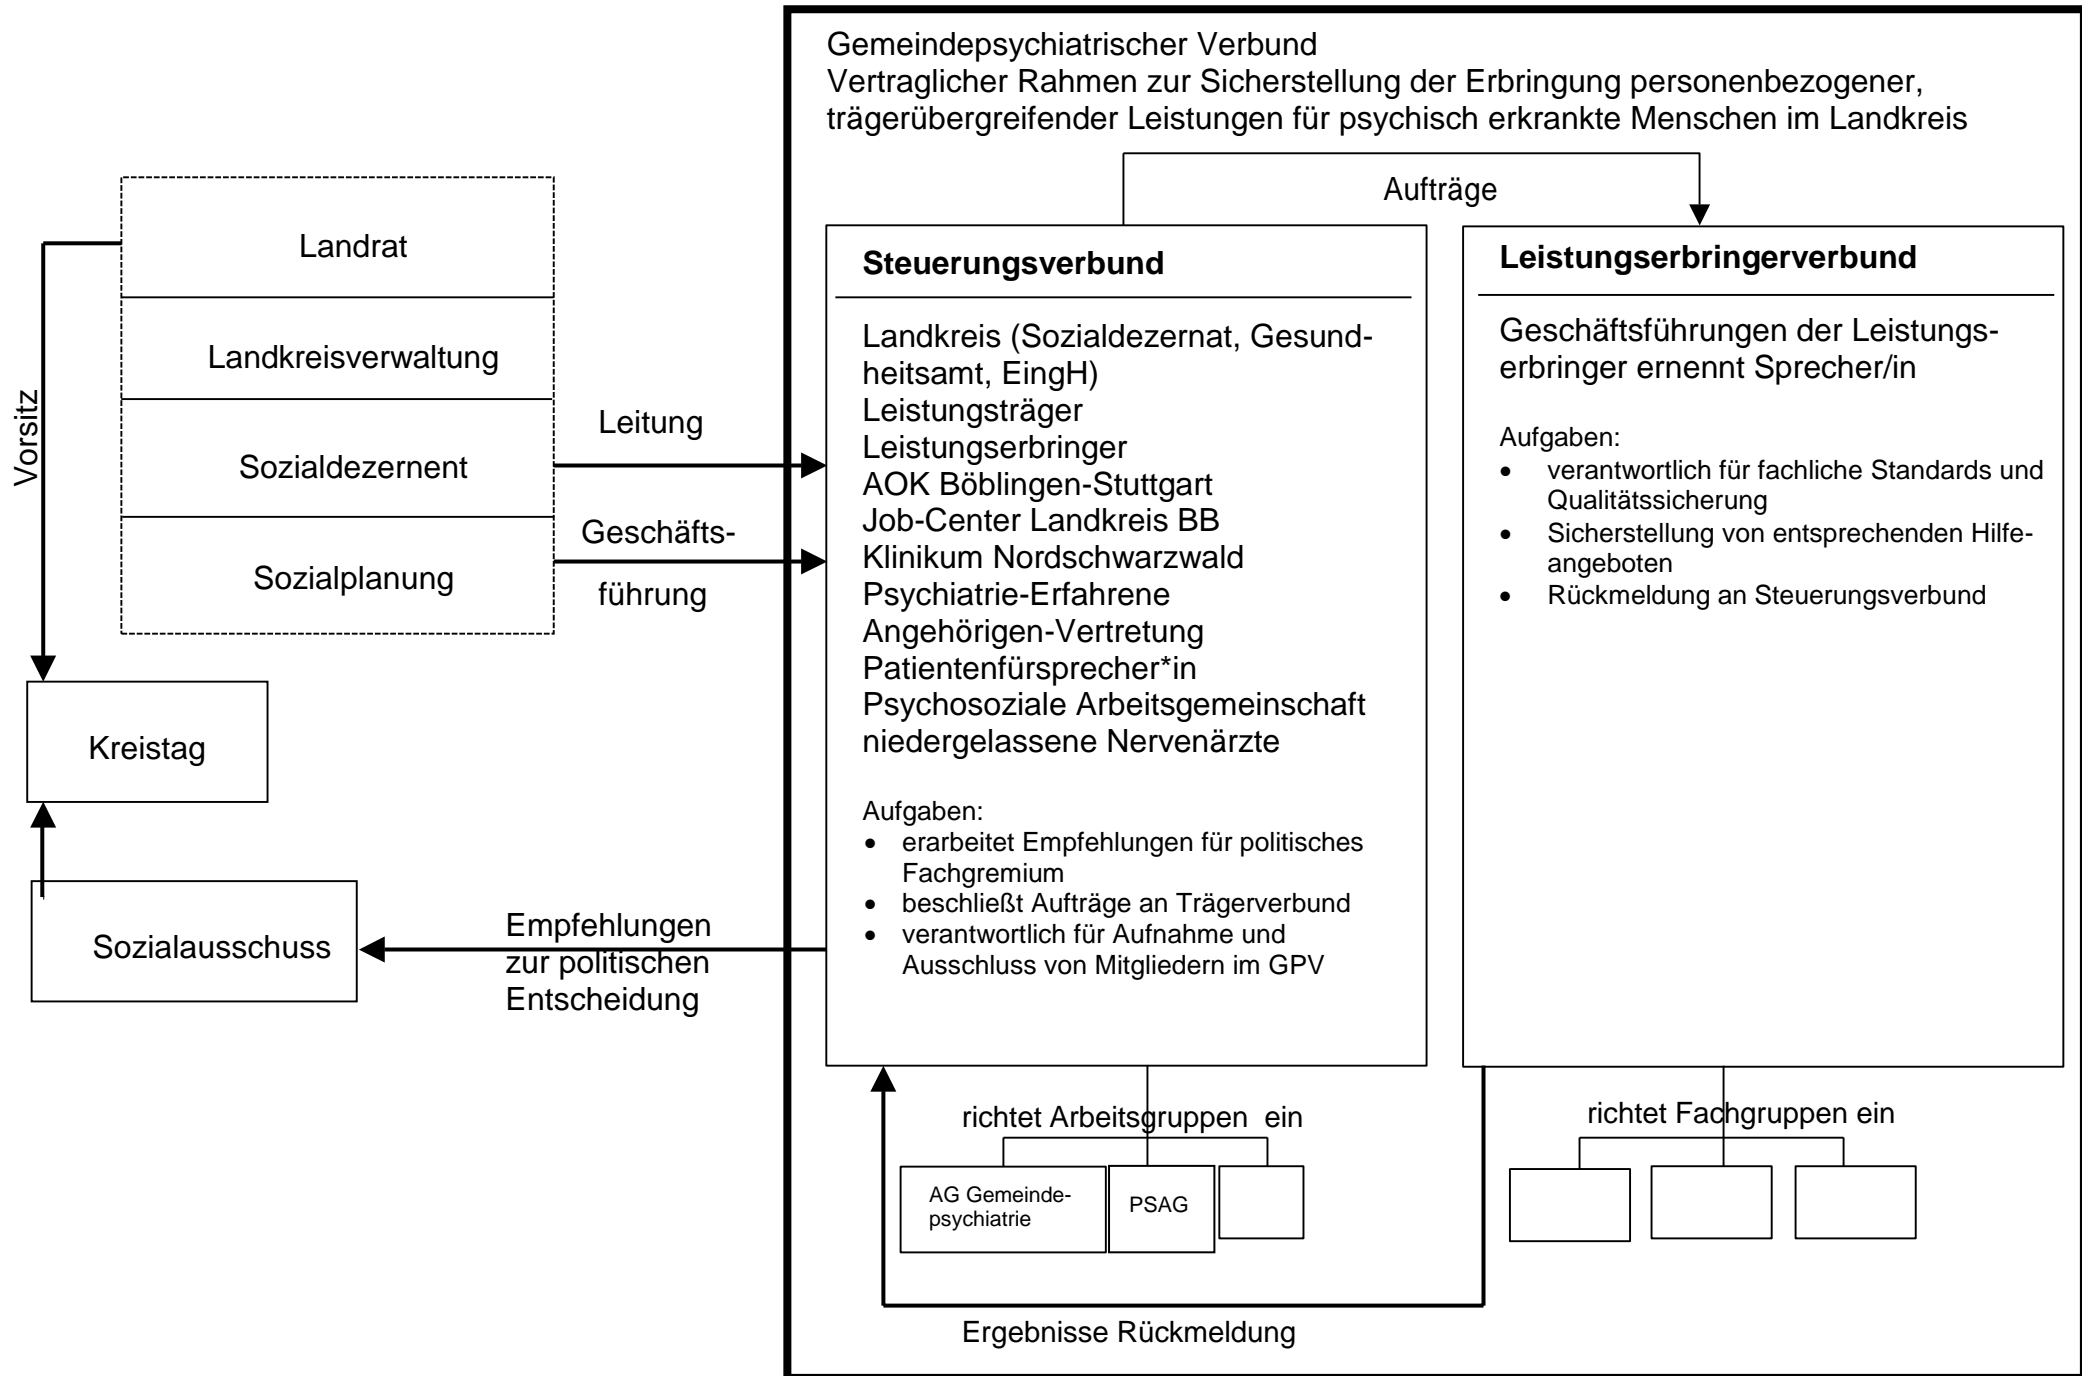 Gemeindepsychiatrischer Verbund
Vertraglicher Rahmen zur Sicherstellung der Erbringung personenbezogener,
trägerübergreifender Leistungen für psychisch erkrankte Menschen im Landkreis
Aufträge
Landrat
Landkreisverwaltung
Sozialdezernent
Sozialplanung
Vorsitz
Leitung
Geschäfts-
führung
Kreistag
Sozialausschuss
Empfehlungen
zur politischen
Entscheidung
Steuerungsverbund
Landkreis (Sozialdezernat, Gesund-
heitsamt, EingH)
Leistungsträger
Leistungserbringer
AOK Böblingen-Stuttgart
Job-Center Landkreis BB
Klinikum Nordschwarzwald
Psychiatrie-Erfahrene
Angehörigen-Vertretung
Patientenfürsprecher*in
Psychosoziale Arbeitsgemeinschaft
niedergelassene Nervenärzte
Aufgaben:
• erarbeitet Empfehlungen für politisches
Fachgremium
• beschließt Aufträge an Trägerverbund
• verantwortlich für Aufnahme und
Ausschluss von Mitgliedern im GPV
Leistungserbringerverbund
Geschäftsführungen der Leistungs-
erbringer ernennt Sprecher/in
Aufgaben:
• verantwortlich für fachliche Standards und
Qualitätssicherung
• Sicherstellung von entsprechenden Hilfe-
angeboten
• Rückmeldung an Steuerungsverbund
richtet Arbeitsgruppen ein
AG Gemeinde-
psychiatrie
PSAG
richtet Fachgruppen ein
Ergebnisse Rückmeldung